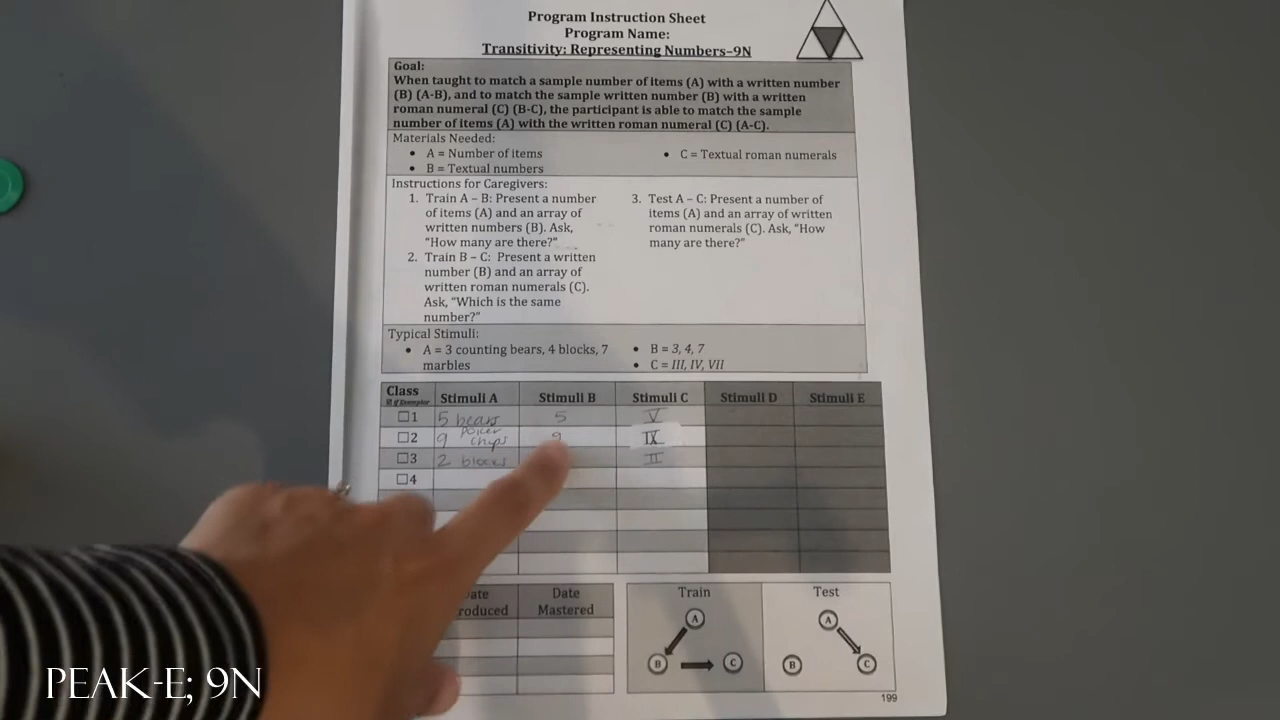 Program Instruction Sheet
Program Name:
Transitivity: Representing Numbers–9N
Goal:
When taught to match a sample number of items (A) with a written number
(B) (A-B), and to match the sample written number (B) with a written
roman numeral (C) (B-C), the participant is able to match the sample
number of items (A) with the written roman numeral (C) (A-C).
Materials Needed:
• A = Number of items
• B = Textual numbers
• C = Textual roman numerals
Instructions for Caregivers:
1. Train A – B: Present a number
of items (A) and an array of
written numbers (B). Ask,
"How many are there?"
2. Train B – C: Present a written
number (B) and an array of
written roman numerals (C).
Ask, "Which is the same
number?"
3. Test A – C: Present a number of
items (A) and an array of written
roman numerals (C). Ask, "How
many are there?"
Typical Stimuli:
• A = 3 counting bears, 4 blocks, 7
marbles
• B = 3, 4, 7
• C = III, IV, VII
Class Stimuli A Stimuli B Stimuli C Stimuli D Stimuli E
☐1 5 bears 5 V
☐2 9 poker chips 9 IX
☐3 2 blocks II
☐4
Date
Mastered
Train
A
B C
Test
A
B C
199
PEAK-E; 9N